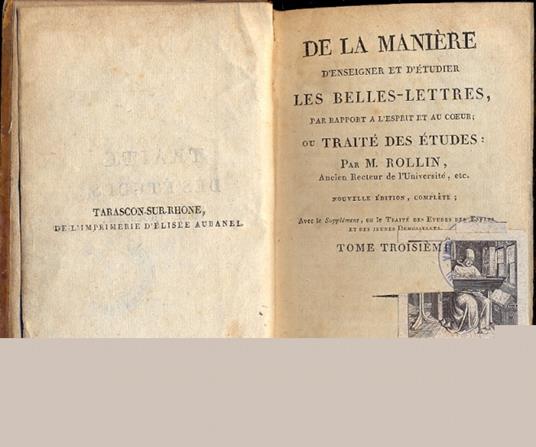 TARASCON-SUR-RHONE,
DE L'IMPRIMERIE D'ÉLISÉE AUBANEL.
DE LA MANIÈRE
D'ENSEIGNER ET D'ÉTUDIER
LES BELLES-LETTRES,
PAR RAPPORT A L'ESPRIT ET AU CŒUR;
OU TRAITÉ DES ÉTUDES:
PAR M. ROLLIN,
Ancien Recteur de l'Université, etc.
NOUVELLE ÉDITION, COMPLÈTE;
Avec le Supplément, ou le TRAITÉ DES ETUDES DES
ET DES JEUNES DEMOISELLES.
TOME TROISIÈME